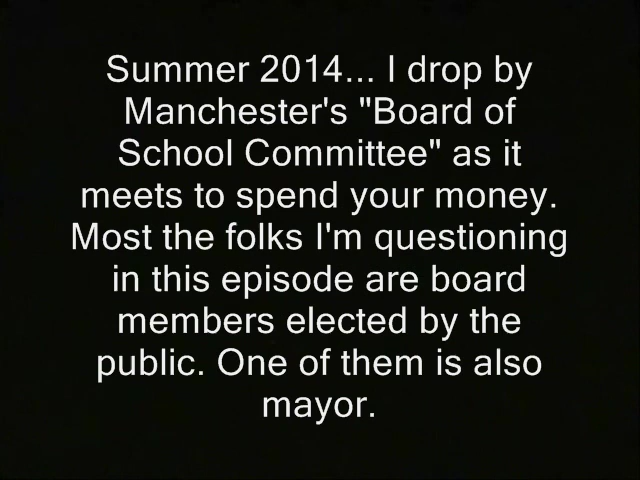 Summer 2014... I drop by
Manchester's "Board of
School Committee" as it
meets to spend your money.
Most the folks I'm questioning
in this episode are board
members elected by the
public. One of them is also
mayor.